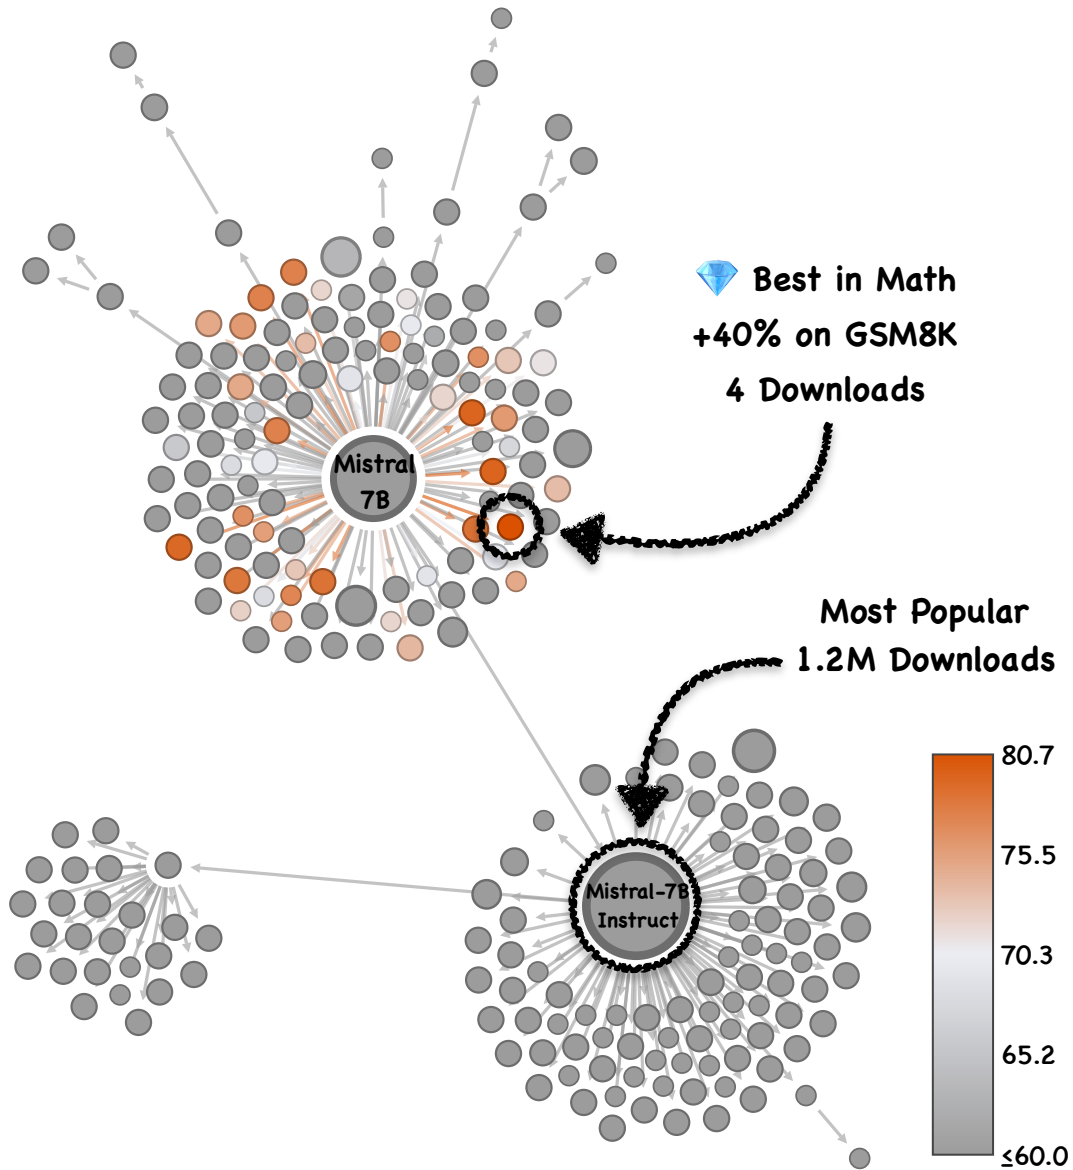 Best in Math
+40% on GSM8K
4 Downloads
Mistral
7B
Most Popular
1.2M Downloads
Mistral-7B
Instruct
80.7
75.5
70.3
65.2
≤60.0